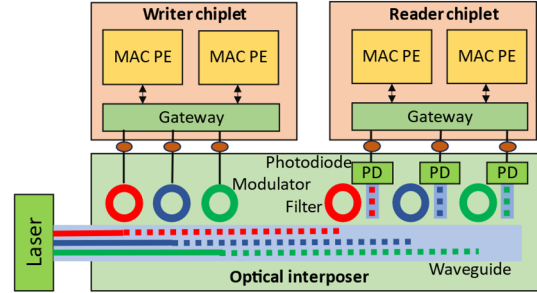 Writer chiplet
Reader chiplet
MAC PE
MAC PE
MAC PE
MAC PE
Gateway
Gateway
Photodiode
PD
PD
PD
Modulator
Filter
Laser
Waveguide
Optical interposer